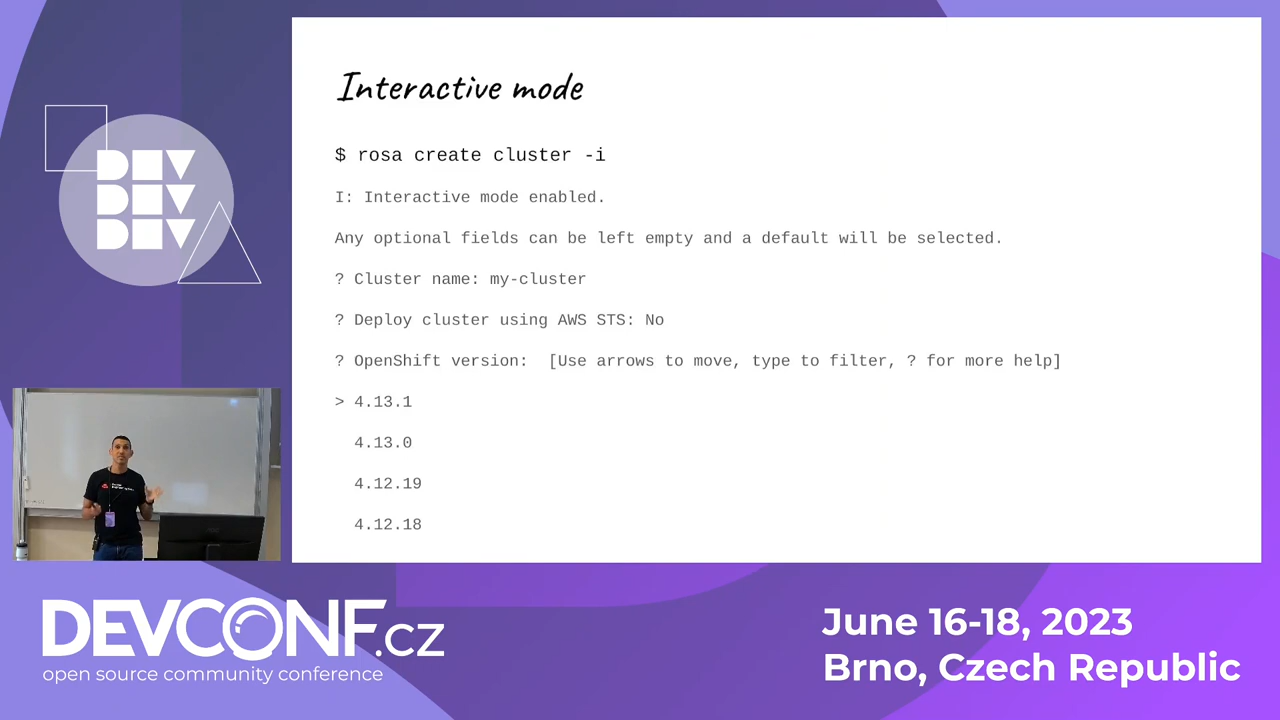 Interactive mode
$ rosa create cluster -i
I: Interactive mode enabled.
Any optional fields can be left empty and a default will be selected.
? Cluster name: my-cluster
? Deploy cluster using AWS STS: No
? OpenShift version:  [Use arrows to move, type to filter, ? for more help]
> 4.13.1
4.13.0
4.12.19
4.12.18
DEV
DEV
DEV
DEVCONF.cz
open source community conference
June 16-18, 2023
Brno, Czech Republic